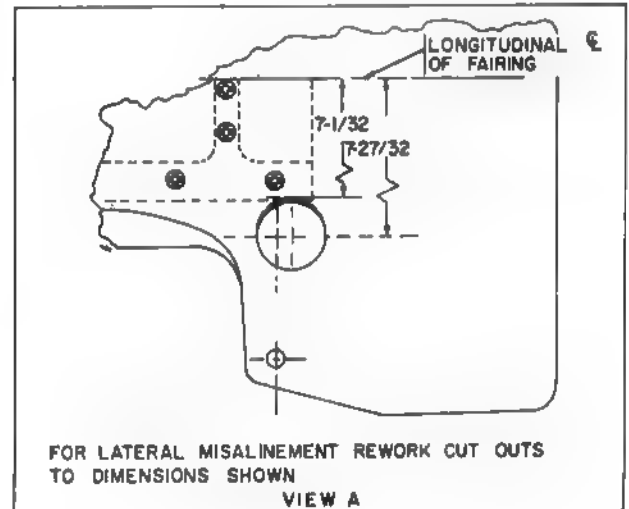 LONGITUDINAL ℄
OF FAIRING
7-1/32
7-27/32
FOR LATERAL MISALINEMENT REWORK CUT OUTS
TO DIMENSIONS SHOWN
VIEW A